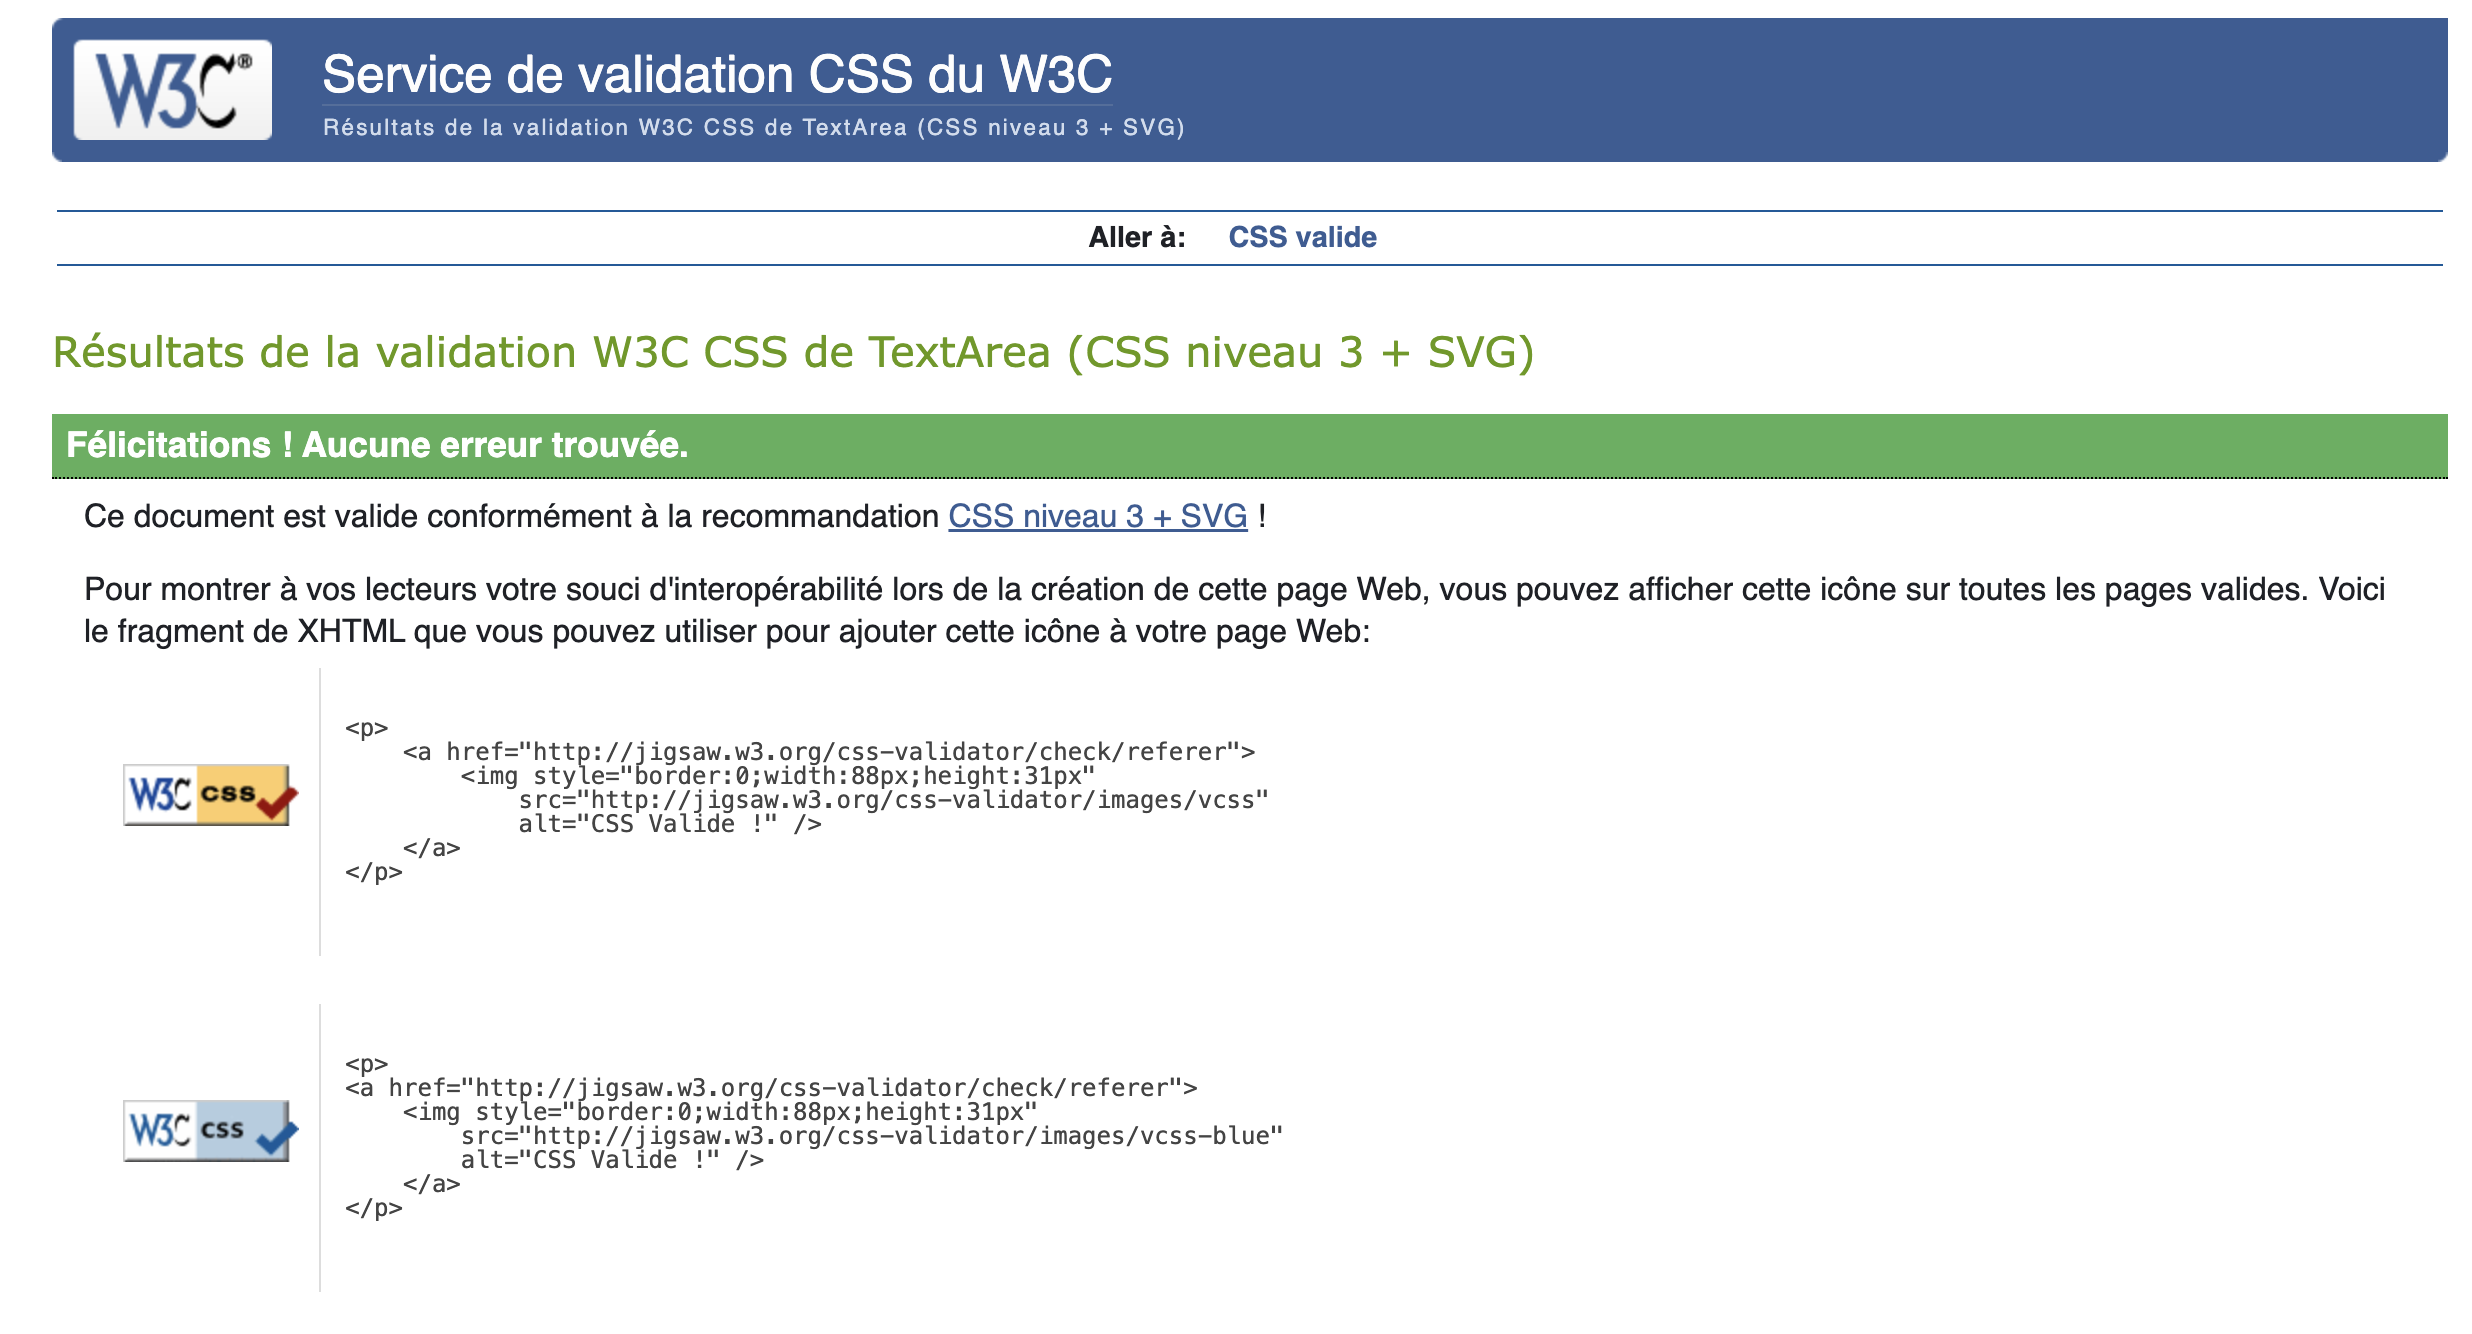 W3C®
Service de validation CSS du W3C
Résultats de la validation W3C CSS de TextArea (CSS niveau 3 + SVG)
Aller à: CSS valide
Résultats de la validation W3C CSS de TextArea (CSS niveau 3 + SVG)
Félicitations ! Aucune erreur trouvée.
Ce document est valide conformément à la recommandation CSS niveau 3 + SVG !
Pour montrer à vos lecteurs votre souci d'interopérabilité lors de la création de cette page Web, vous pouvez afficher cette icône sur toutes les pages valides. Voici
le fragment de XHTML que vous pouvez utiliser pour ajouter cette icône à votre page Web:
W3C css
<p>
    <a href="http://jigsaw.w3.org/css-validator/check/referer">
        <img style="border:0;width:88px;height:31px"
            src="http://jigsaw.w3.org/css-validator/images/vcss"
            alt="CSS Valide !" />
    </a>
</p>
W3C css
<p>
<a href="http://jigsaw.w3.org/css-validator/check/referer">
    <img style="border:0;width:88px;height:31px"
        src="http://jigsaw.w3.org/css-validator/images/vcss-blue"
        alt="CSS Valide !" />
    </a>
</p>